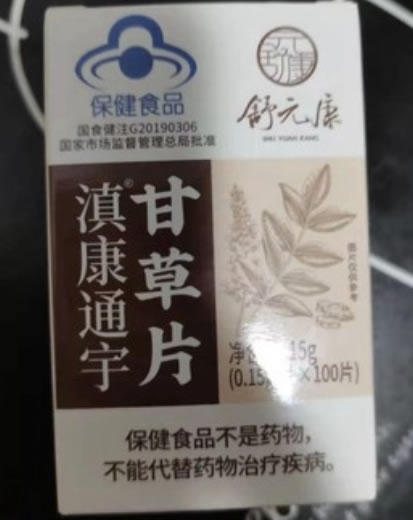 保健食品
国食健注G20190306
国家市场监督管理总局批准
舒元康
SHU YUAN KANG
甘草片
滇康通宇®
图片仅供参考
净 15g
(0.15g ×100片)
保健食品不是药物，
不能代替药物治疗疾病。